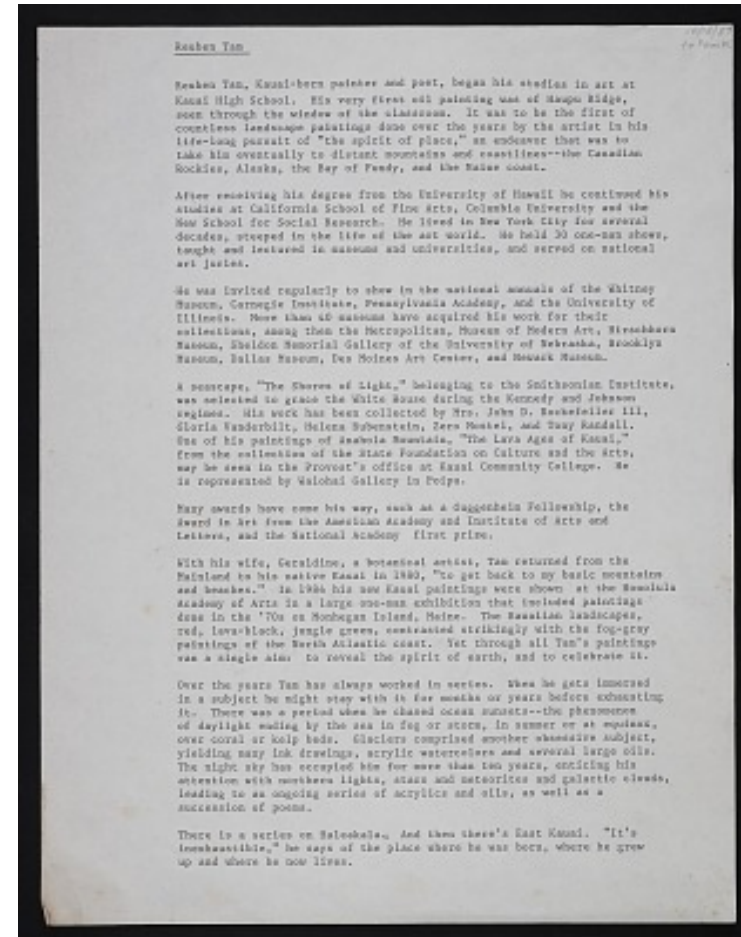 Reuben Tam
Reuben Tam, Kauai-born painter and poet, began his studies in art at
Kauai High School. His very first oil painting was of Haupu Ridge,
seen through the window of the classroom. It was to be the first of
countless landscape paintings done over the years by the artist in his
life-long pursuit of "the spirit of place," an endeavor that was to
take him eventually to distant mountains and coastlines--the Canadian
Rockies, Alaska, the Bay of Fundy, and the Maine coast.
After receiving his degree from the University of Hawaii he continued his
studies at California School of Fine Arts, Columbia University and the
New School for Social Research. He lived in New York City for several
decades, steeped in the life of the art world. He held 30 one-man shows,
taught and lectured in museums and universities, and served on national
art juries.
He was invited regularly to show in the national annuals of the Whitney
Museum, Carnegie Institute, Pennsylvania Academy, and the University of
Illinois. More than 40 museums have acquired his work for their
collections, among them the Metropolitan, Museum of Modern Art, Hirschhorn
Museum, Sheldon Memorial Gallery of the University of Nebraska, Brooklyn
Museum, Dallas Museum, Des Moines Art Center, and Newark Museum.
A seascape, "The Shores of Light," belonging to the Smithsonian Institute,
was selected to grace the White House during the Kennedy and Johnson
regimes. His work has been collected by Mrs. John D. Rockefeller III,
Gloria Vanderbilt, Helena Rubenstein, Zero Mostel, and Tony Randall.
One of his paintings of Anahola Mountain, "The Lava Ages of Kauai,"
from the collection of the State Foundation on Culture and the Arts,
may be seen in the Provost's office at Kauai Community College. He
is represented by Waiohai Gallery in Poipu.
Many awards have come his way, such as a Guggenheim Fellowship, the
Award in Art from the American Academy and Institute of Arts and
Letters, and the National Academy first prize.
With his wife, Geraldine, a botanical artist, Tam returned from the
Mainland to his native Kauai in 1980, "to get back to my basic mountains
and beaches." In 1986 his new Kauai paintings were shown at the Honolulu
Academy of Arts in a large one-man exhibition that included paintings
done in the '70s on Monhegan Island, Maine. The Hawaiian landscapes,
red, lava-black, jungle green, contrasted strikingly with the fog-gray
paintings of the North Atlantic coast. Yet through all Tam's paintings
ran a single aim: to reveal the spirit of earth, and to celebrate it.
Over the years Tam has always worked in series. When he gets immersed
in a subject he might stay with it for months or years before exhausting
it. There was a period when he chased ocean sunsets--the phenomenon
of daylight ending by the sea in fog or storm, in summer or at equinox,
over coral or kelp beds. Glaciers comprised another obsessive subject,
yielding many ink drawings, acrylic watercolors and several large oils.
The night sky has occupied him for more than ten years, enticing his
attention with northern lights, stars and meteorites and galactic clouds,
leading to an ongoing series of acrylics and oils, as well as a
succession of poems.
There is a series on Haleakala. And then there's East Kauai. "It's
inexhaustible," he says of the place where he was born, where he grew
up and where he now lives.